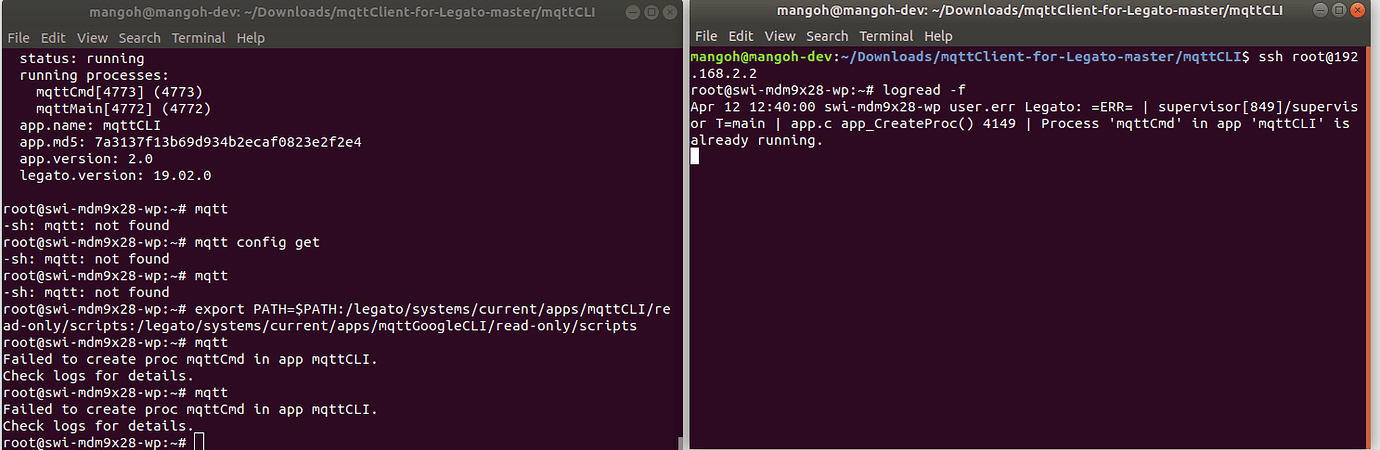 mangoh@mangoh-dev: ~/Downloads/mqttClient-for-Legato-master/mqttCLI
File Edit View Search Terminal Help
status: running
running processes:
mqttCmd[4773] (4773)
mqttMain[4772] (4772)
app.name: mqttCLI
app.md5: 7a3137f13b69d934b2ecaf0823e2f2e4
app.version: 2.0
legato.version: 19.02.0
root@swi-mdm9x28-wp:~# mqtt
-sh: mqtt: not found
root@swi-mdm9x28-wp:~# mqtt config get
-sh: mqtt: not found
root@swi-mdm9x28-wp:~# mqtt
-sh: mqtt: not found
root@swi-mdm9x28-wp:~# export PATH=$PATH:/legato/systems/current/apps/mqttCLI/re
ad-only/scripts:/legato/systems/current/apps/mqttGoogleCLI/read-only/scripts
root@swi-mdm9x28-wp:~# mqtt
Failed to create proc mqttCmd in app mqttCLI.
Check logs for details.
root@swi-mdm9x28-wp:~# mqtt
Failed to create proc mqttCmd in app mqttCLI.
Check logs for details.
root@swi-mdm9x28-wp:~#
mangoh@mangoh-dev: ~/Downloads/mqttClient-for-Legato-master/mqttCLI
File Edit View Search Terminal Help
mangoh@mangoh-dev:~/Downloads/mqttClient-for-Legato-master/mqttCLI$ ssh root@192
.168.2.2
root@swi-mdm9x28-wp:~# logread -f
Apr 12 12:40:00 swi-mdm9x28-wp user.err Legato: =ERR= | supervisor[849]/supervis
or T=main | app.c app_CreateProc() 4149 | Process 'mqttCmd' in app 'mqttCLI' is
already running.